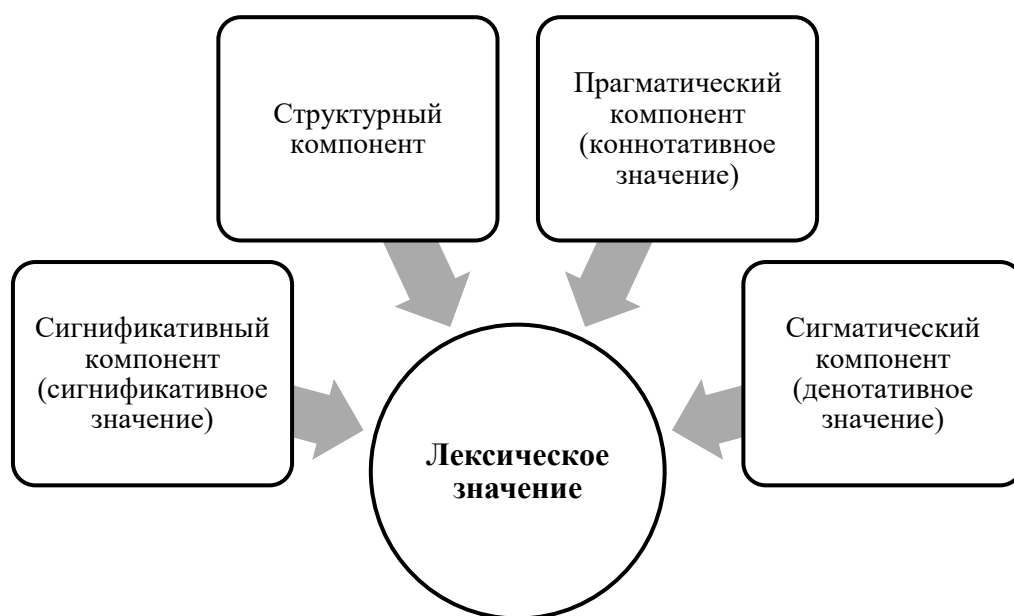 Структурный
компонент
Прагматический
компонент
(коннотативное
значение)
Сигнификативный
компонент
(сигнификативное
значение)
Сигматический
компонент
(денотативное
значение)
Лексическое
значение